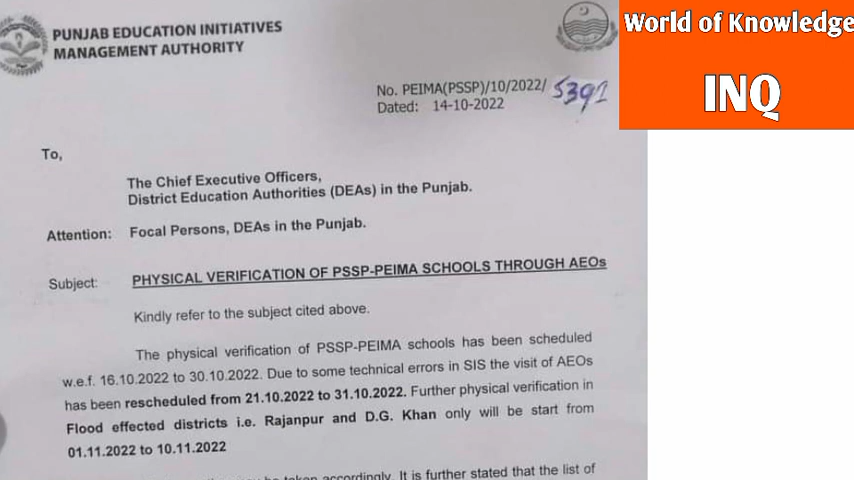 PUNJAB EDUCATION INITIATIVES
MANAGEMENT AUTHORITY
World of Knowledge
INQ
No. PEIMA(PSSP)/10/2022/ 5392
Dated: 14-10-2022
To,
The Chief Executive Officers,
District Education Authorities (DEAs) in the Punjab.
Attention: Focal Persons, DEAs in the Punjab.
Subject: PHYSICAL VERIFICATION OF PSSP-PEIMA SCHOOLS THROUGH AEOs
Kindly refer to the subject cited above.
The physical verification of PSSP-PEIMA schools has been scheduled
w.e.f. 16.10.2022 to 30.10.2022. Due to some technical errors in SIS the visit of AEOs
has been rescheduled from 21.10.2022 to 31.10.2022. Further physical verification in
Flood effected districts i.e. Rajanpur and D.G. Khan only will be start from
01.11.2022 to 10.11.2022
be taken accordingly. It is further stated that the list of